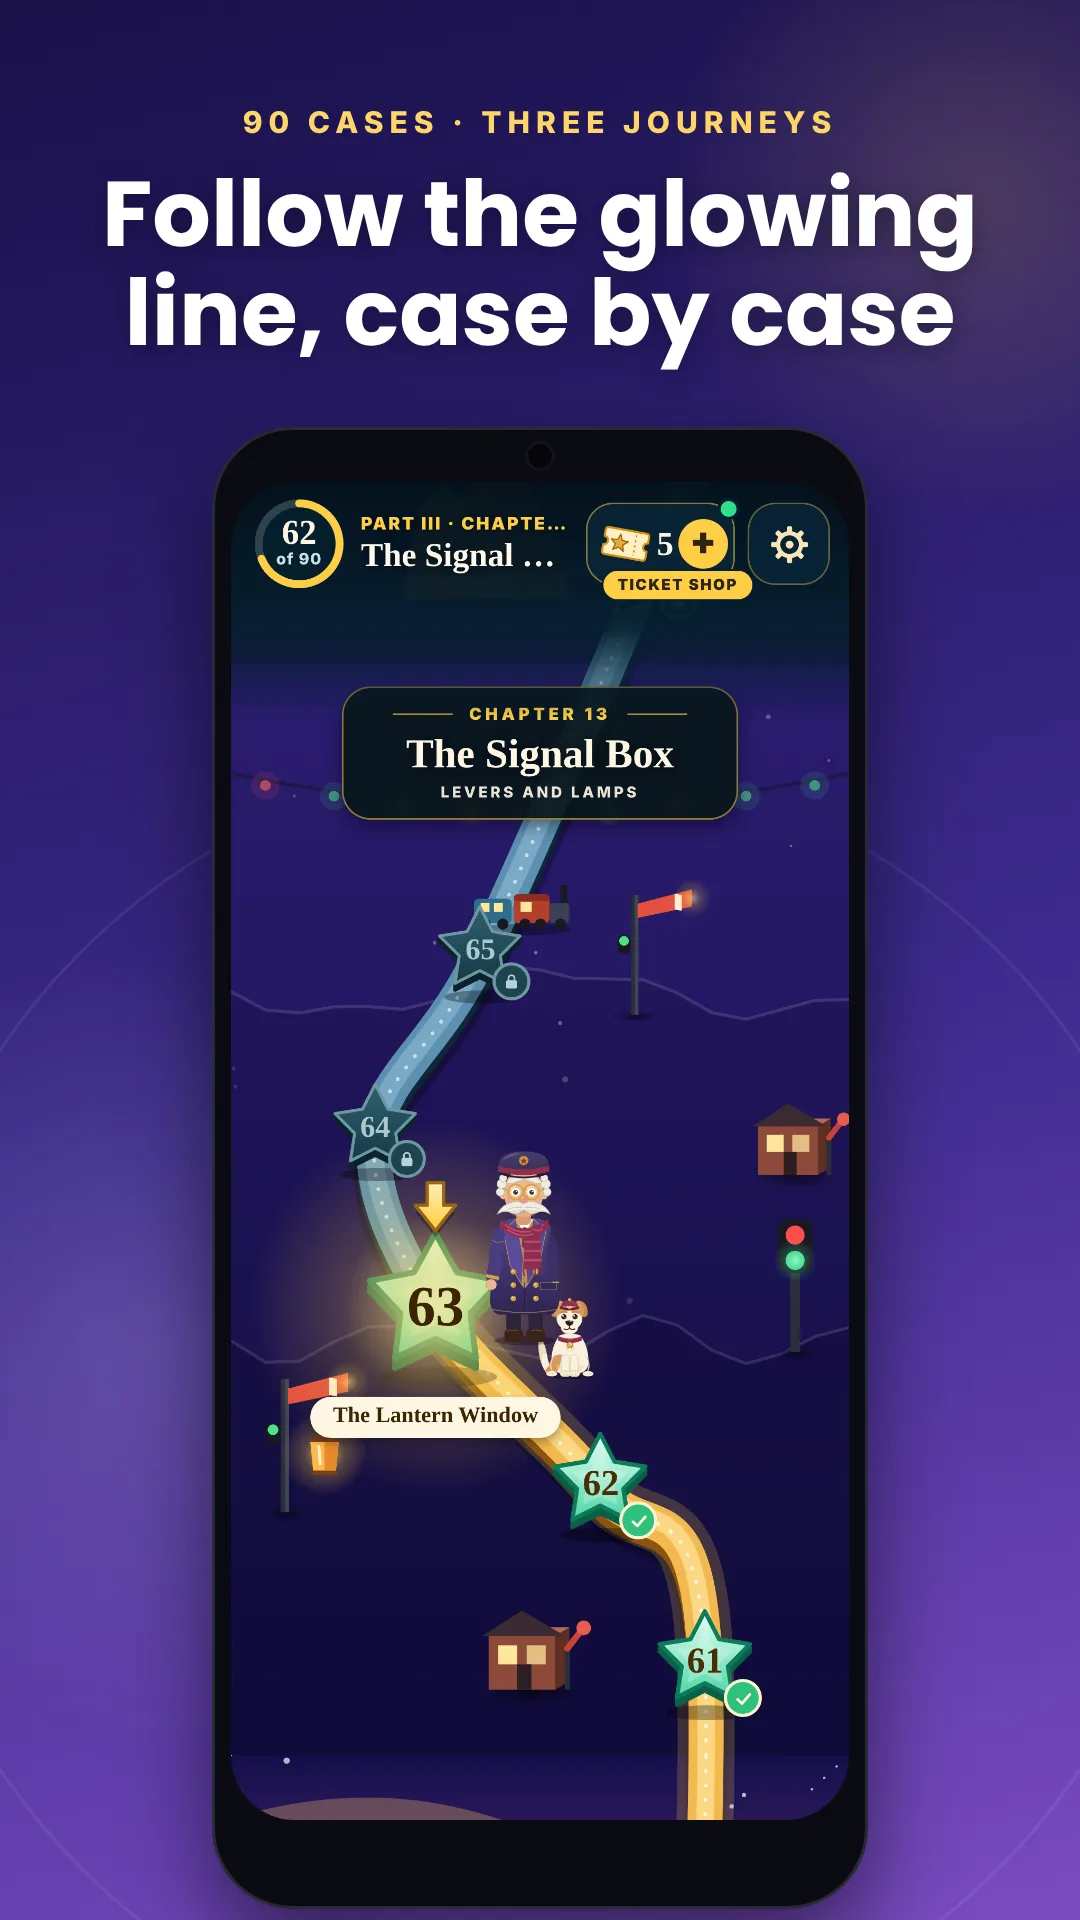 90 CASES · THREE JOURNEYS
Follow the glowing
line, case by case
62
of 90
PART III · CHAPTE...
The Signal ...
5
TICKET SHOP
CHAPTER 13
The Signal Box
LEVERS AND LAMPS
65
64
63
The Lantern Window
62
61